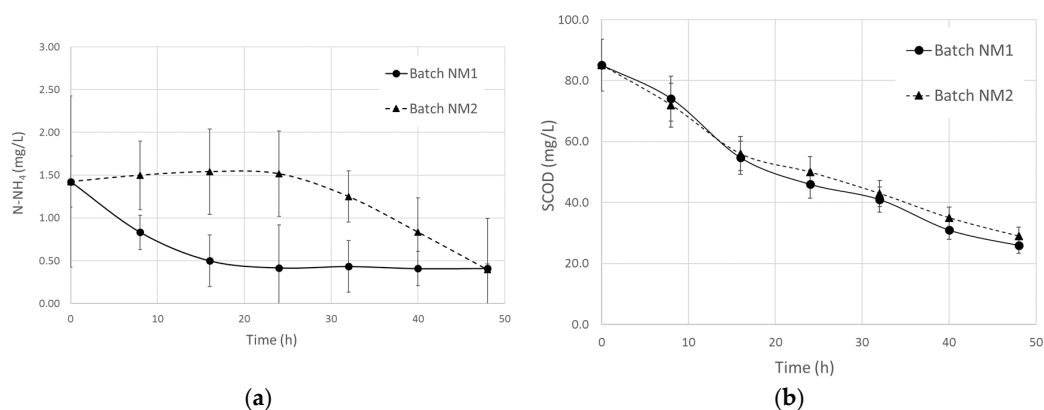 3.00
2.50
2.00
1.50
1.00
0.50
0.00
N-NH₄ (mg/L)
Batch NM1
Batch NM2
0 10 20 30 40 50
Time (h)
(a)
100.0
80.0
60.0
40.0
20.0
0.0
SCOD (mg/L)
Batch NM1
Batch NM2
0 10 20 30 40 50
Time (h)
(b)